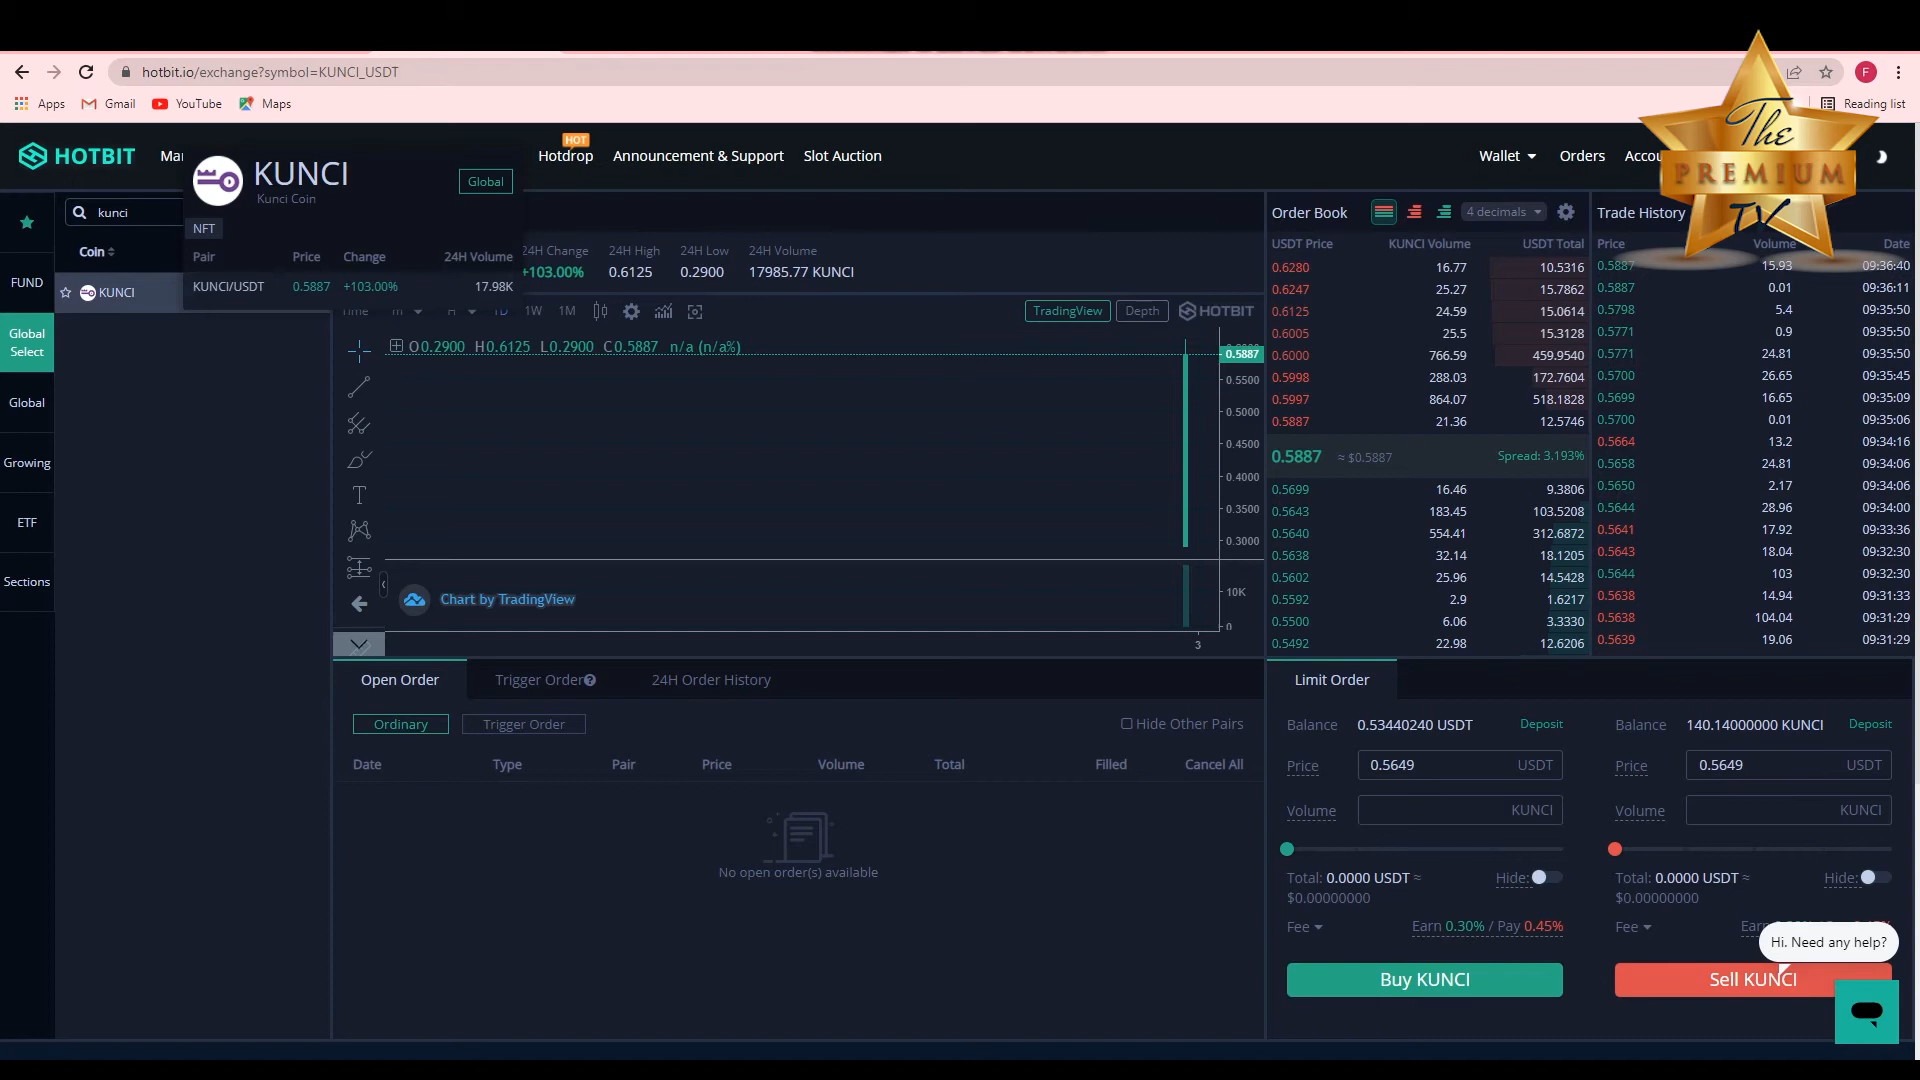 hotbit.io/exchange?symbol=KUNCI_USDT
F
Apps Gmail YouTube Maps
Reading list
The
PREMIUM
TV
HOTBIT
HOT
Hotdrop Announcement & Support Slot Auction
Wallet Orders
KUNCI
Kunci Coin
Global
NFT
Pair Price Change 24H Volume
KUNCI/USDT 0.5887 +103.00% 17.98K
kunci
Coin
KUNCI
FUND
Global
Select
Global
Growing
ETF
Sections
24H Change 24H High 24H Low 24H Volume
+103.00% 0.6125 0.2900 17985.77 KUNCI
Time m H 1D 1W 1M
TradingView Depth HOTBIT
O0.2900 H0.6125 L0.2900 C0.5887 n/a (n/a%)
0.5887
0.5500
0.5000
0.4500
0.4000
0.3500
0.3000
10K
0
3
Chart by TradingView
Order Book 4 decimals
USDT Price KUNCI Volume USDT Total
0.6280 16.77 10.5316
0.6247 25.27 15.7862
0.6125 24.59 15.0614
0.6005 25.5 15.3128
0.6000 766.59 459.9540
0.5998 288.03 172.7604
0.5997 864.07 518.1828
0.5887 21.36 12.5746
0.5887 ≈ $0.5887 Spread: 3.193%
0.5699 16.46 9.3806
0.5643 183.45 103.5208
0.5640 554.41 312.6872
0.5638 32.14 18.1205
0.5602 25.96 14.5428
0.5592 2.9 1.6217
0.5500 6.06 3.3330
0.5492 22.98 12.6206
Trade History
Price Volume Date
0.5887 15.93 09:36:40
0.5887 0.01 09:36:11
0.5798 5.4 09:35:50
0.5771 0.9 09:35:50
0.5771 24.81 09:35:50
0.5700 26.65 09:35:45
0.5699 16.65 09:35:09
0.5700 0.01 09:35:06
0.5664 13.2 09:34:16
0.5658 24.81 09:34:06
0.5650 2.17 09:34:06
0.5644 28.96 09:34:00
0.5641 17.92 09:33:36
0.5643 18.04 09:32:30
0.5644 103 09:32:30
0.5638 14.94 09:31:33
0.5638 104.04 09:31:29
0.5639 19.06 09:31:29
Open Order Trigger Order 24H Order History
Ordinary Trigger Order Hide Other Pairs
Date Type Pair Price Volume Total Filled Cancel All
No open order(s) available
Limit Order
Balance 0.53440240 USDT Deposit
Price 0.5649 USDT
Volume KUNCI
Total: 0.0000 USDT ≈ Hide:
$0.00000000
Fee Earn 0.30% / Pay 0.45%
Buy KUNCI
Balance 140.14000000 KUNCI Deposit
Price 0.5649 USDT
Volume KUNCI
Total: 0.0000 USDT ≈ Hide:
$0.00000000
Fee
Hi. Need any help?
Sell KUNCI